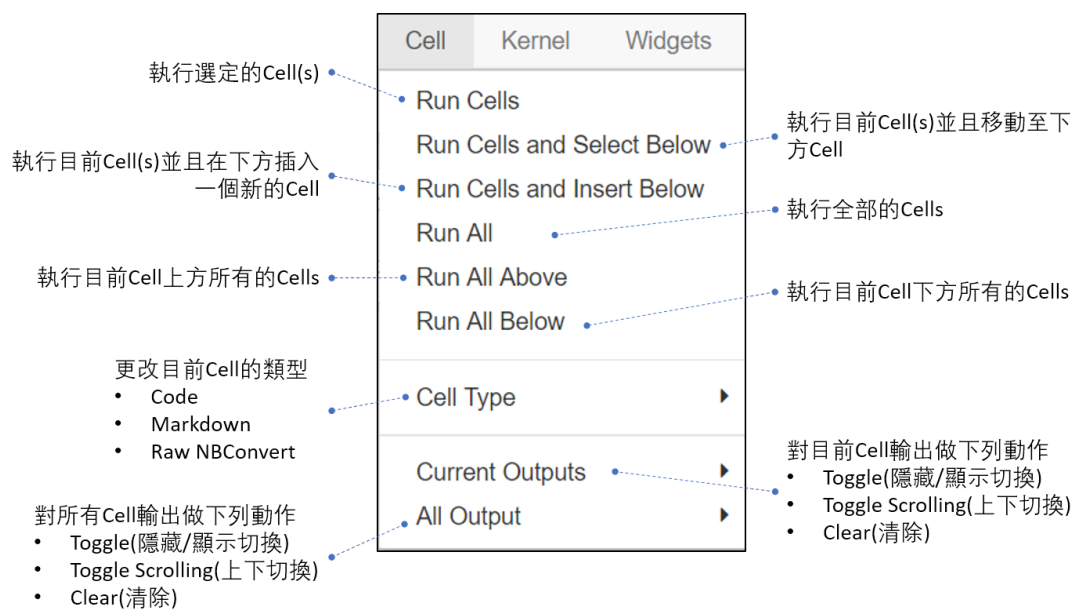 Cell Kernel Widgets
執行選定的Cell(s)
Run Cells
Run Cells and Select Below
執行目前Cell(s)並且移動至下
方Cell
執行目前Cell(s)並且在下方插入
一個新的Cell
Run Cells and Insert Below
Run All
執行全部的Cells
執行目前Cell上方所有的Cells
Run All Above
Run All Below
執行目前Cell下方所有的Cells
更改目前Cell的類型
• Code
• Markdown
• Raw NBConvert
Cell Type
Current Outputs
對目前Cell輸出做下列動作
• Toggle(隱藏/顯示切換)
• Toggle Scrolling(上下切換)
• Clear(清除)
All Output
對所有Cell輸出做下列動作
• Toggle(隱藏/顯示切換)
• Toggle Scrolling(上下切換)
• Clear(清除)